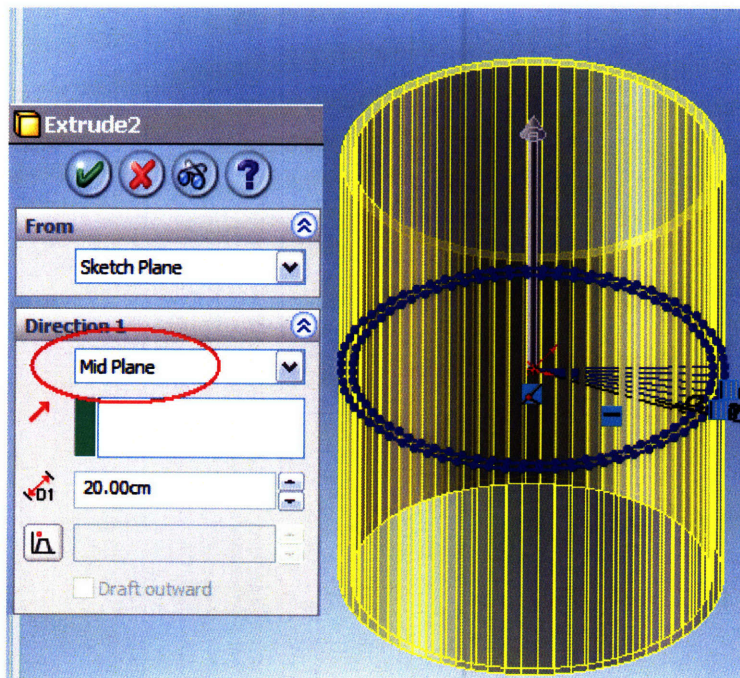 Extrude2
?
From
Sketch Plane
Direction 1
Mid Plane
D1
20.00cm
Draft outward